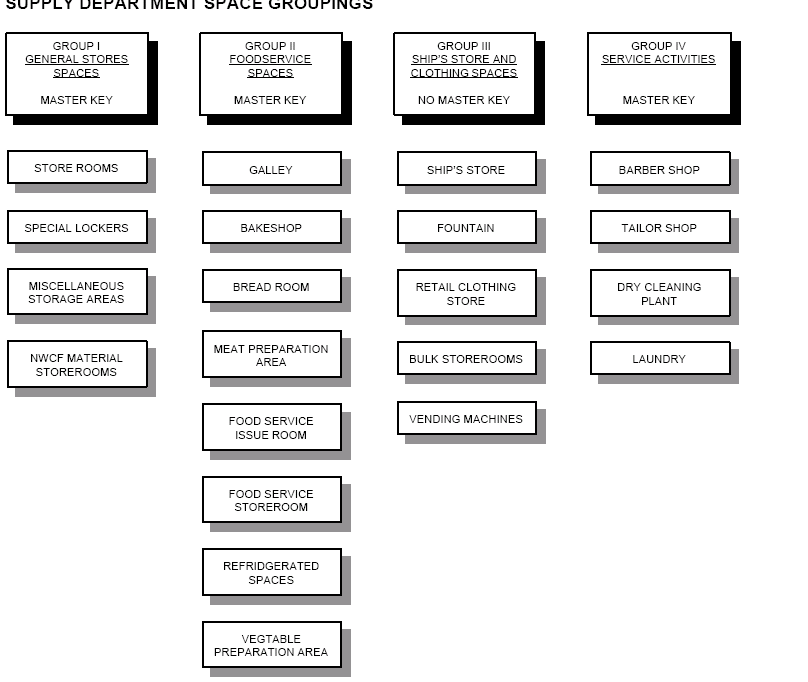 SUPPLY DEPARTMENT SPACE GROUPINGS
GROUP I
GENERAL STORES
SPACES
MASTER KEY
STORE ROOMS
SPECIAL LOCKERS
MISCELLANEOUS
STORAGE AREAS
NWCF MATERIAL
STOREROOMS
GROUP II
FOODSERVICE
SPACES
MASTER KEY
GALLEY
BAKESHOP
BREAD ROOM
MEAT PREPARATION
AREA
FOOD SERVICE
ISSUE ROOM
FOOD SERVICE
STOREROOM
REFRIDGERATED
SPACES
VEGTABLE
PREPARATION AREA
GROUP III
SHIP'S STORE AND
CLOTHING SPACES
NO MASTER KEY
SHIP'S STORE
FOUNTAIN
RETAIL CLOTHING
STORE
BULK STOREROOMS
VENDING MACHINES
GROUP IV
SERVICE ACTIVITIES
MASTER KEY
BARBER SHOP
TAILOR SHOP
DRY CLEANING
PLANT
LAUNDRY